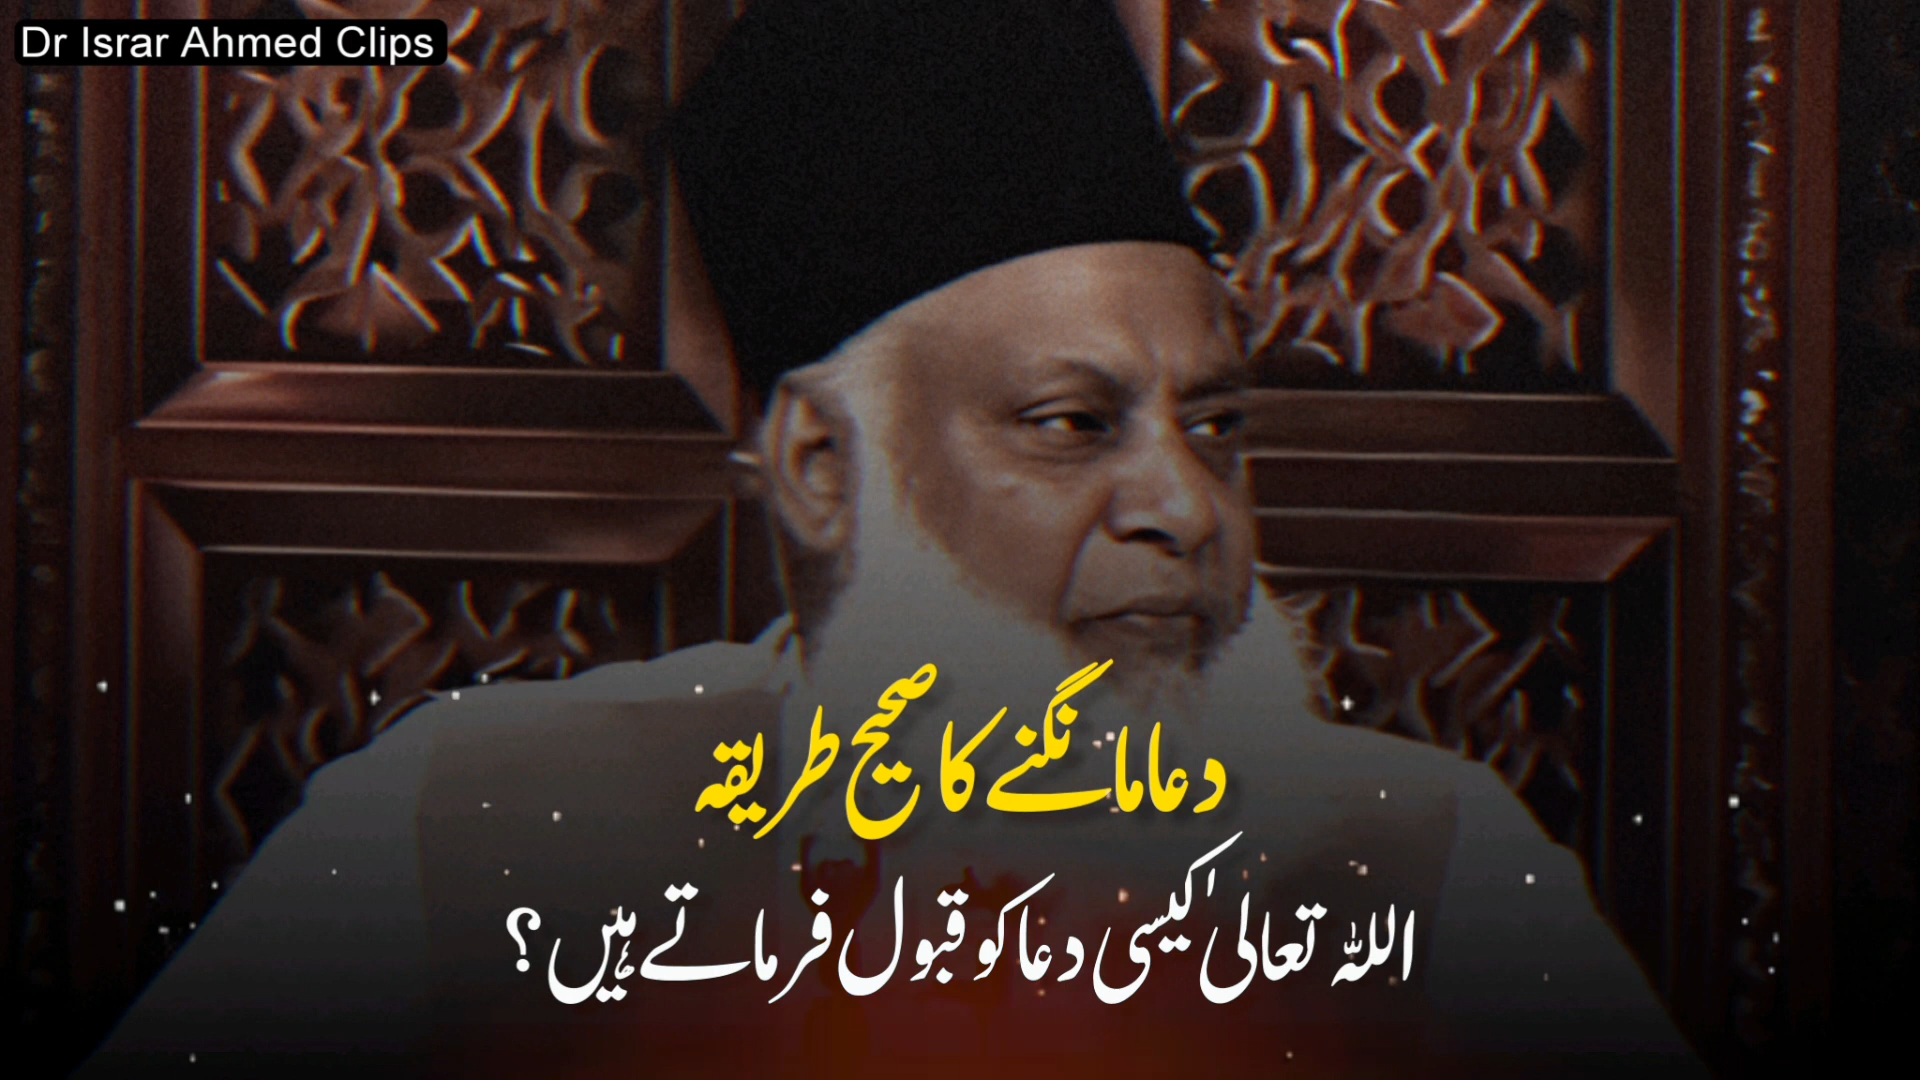 Dr Israr Ahmed Clips
دعا مانگنے کا صحیح طریقہ
اللہ تعالیٰ کیسی دعا کو قبول فرماتے ہیں؟